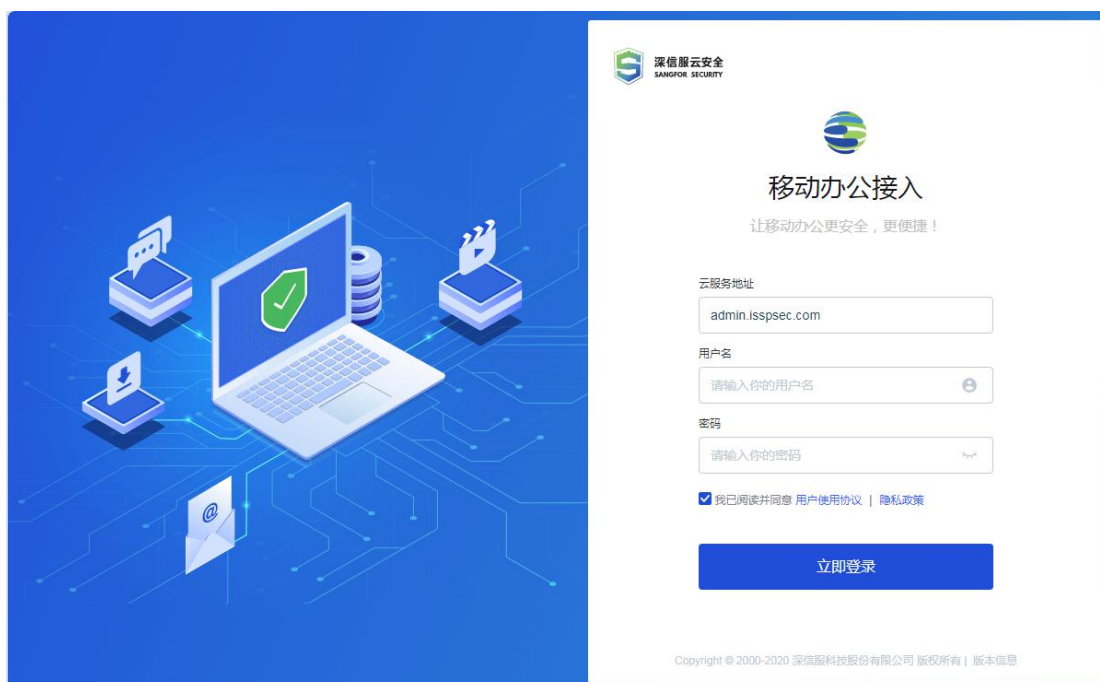 深信服云安全
SANGFOR SECURITY
移动办公接入
让移动办公更安全，更便捷！
云服务地址
admin.isspsec.com
用户名
请输入你的用户名
密码
请输入你的密码
我已阅读并同意 用户使用协议 | 隐私政策
立即登录
Copyright © 2000-2020 深信服科技股份有限公司 版权所有 | 版本信息
@